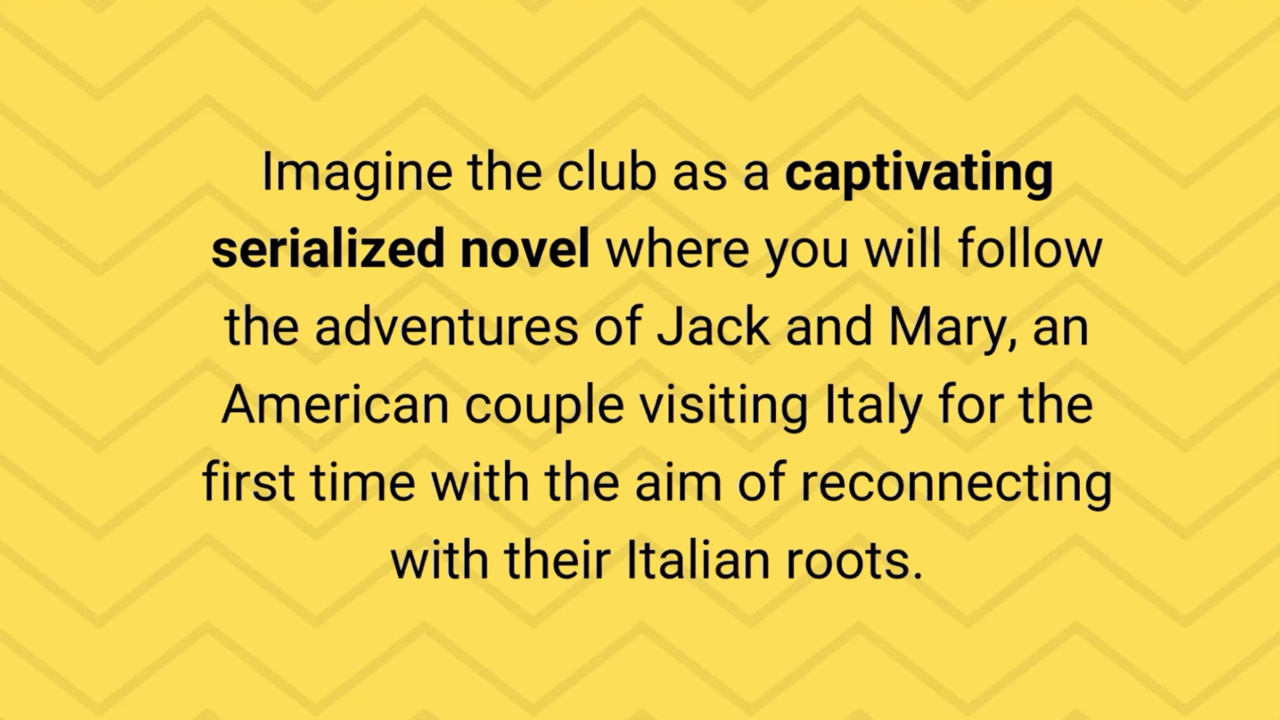 Imagine the club as a captivating
serialized novel where you will follow
the adventures of Jack and Mary, an
American couple visiting Italy for the
first time with the aim of reconnecting
with their Italian roots.